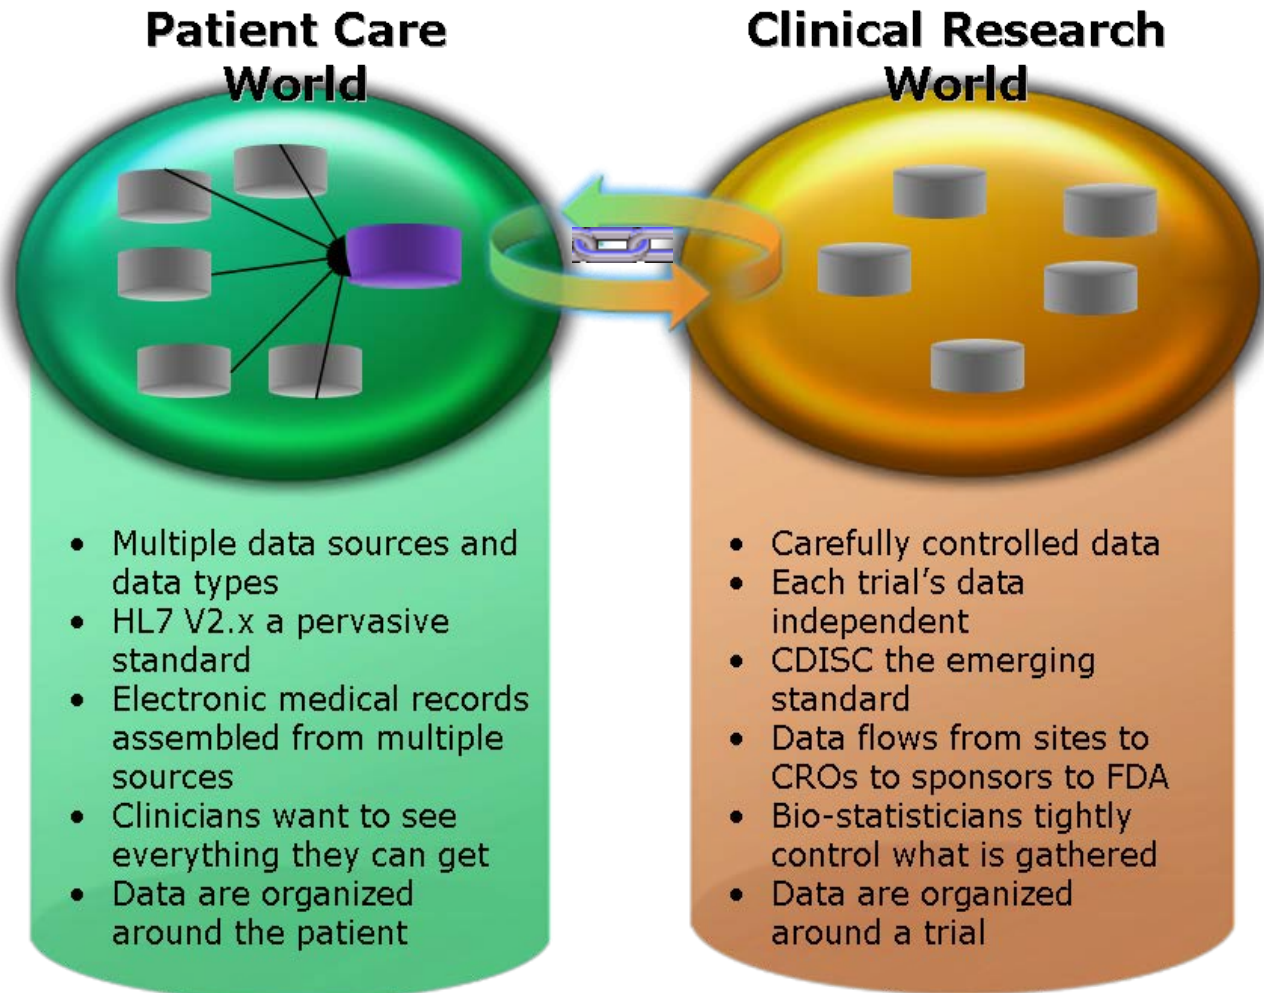 Patient Care
World
• Multiple data sources and
data types
• HL7 V2.x a pervasive
standard
• Electronic medical records
assembled from multiple
sources
• Clinicians want to see
everything they can get
• Data are organized
around the patient
Clinical Research
World
• Carefully controlled data
• Each trial’s data
independent
• CDISC the emerging
standard
• Data flows from sites to
CROs to sponsors to FDA
• Bio-statisticians tightly
control what is gathered
• Data are organized
around a trial